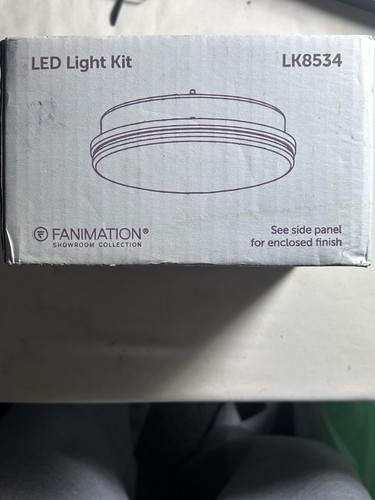 LED Light Kit
LK8534
FANIMATION®
SHOWROOM COLLECTION
See side panel
for enclosed finish